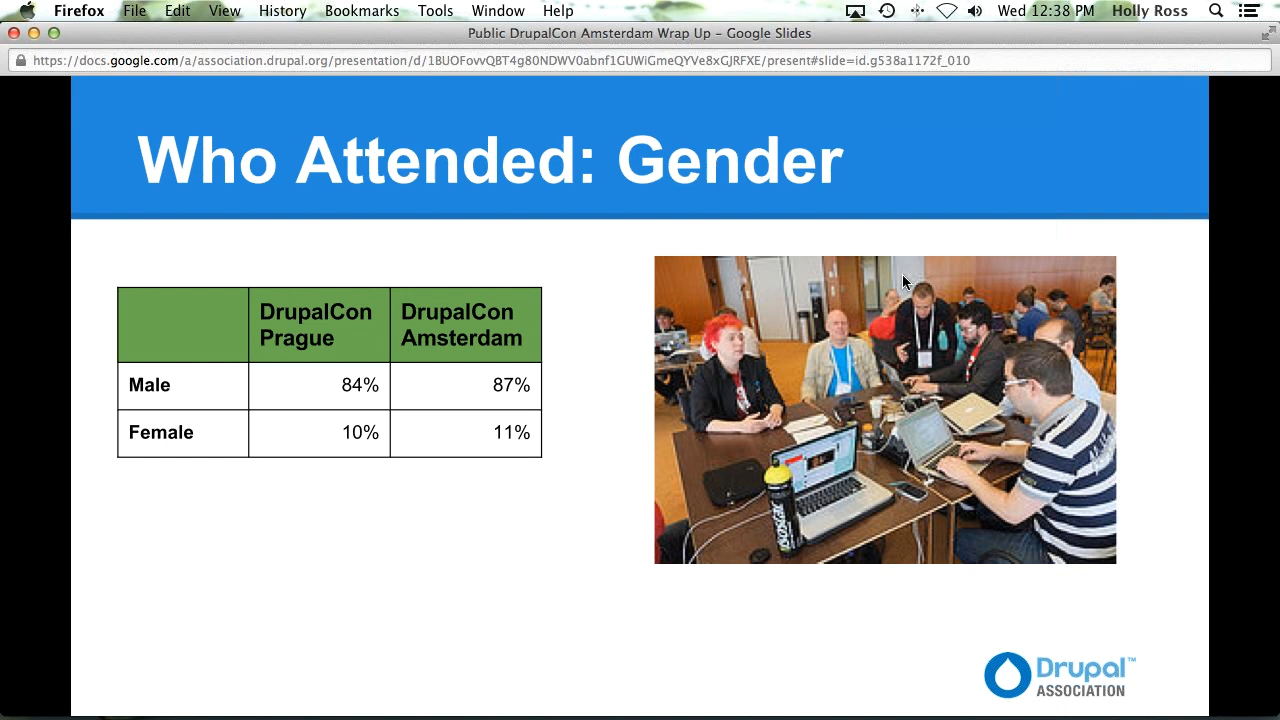 Firefox File Edit View History Bookmarks Tools Window Help Wed 12:38 PM Holly Ross
Public DrupalCon Amsterdam Wrap Up – Google Slides
https://docs.google.com/a/association.drupal.org/presentation/d/1BUOFovvQBT4g80NDWV0abnf1GUWiGmeQYVe8xGJRFXE/present#slide=id.g538a1172f_010
Who Attended: Gender
DrupalCon Prague
DrupalCon Amsterdam
Male 84% 87%
Female 10% 11%
isostar
Drupal™
ASSOCIATION